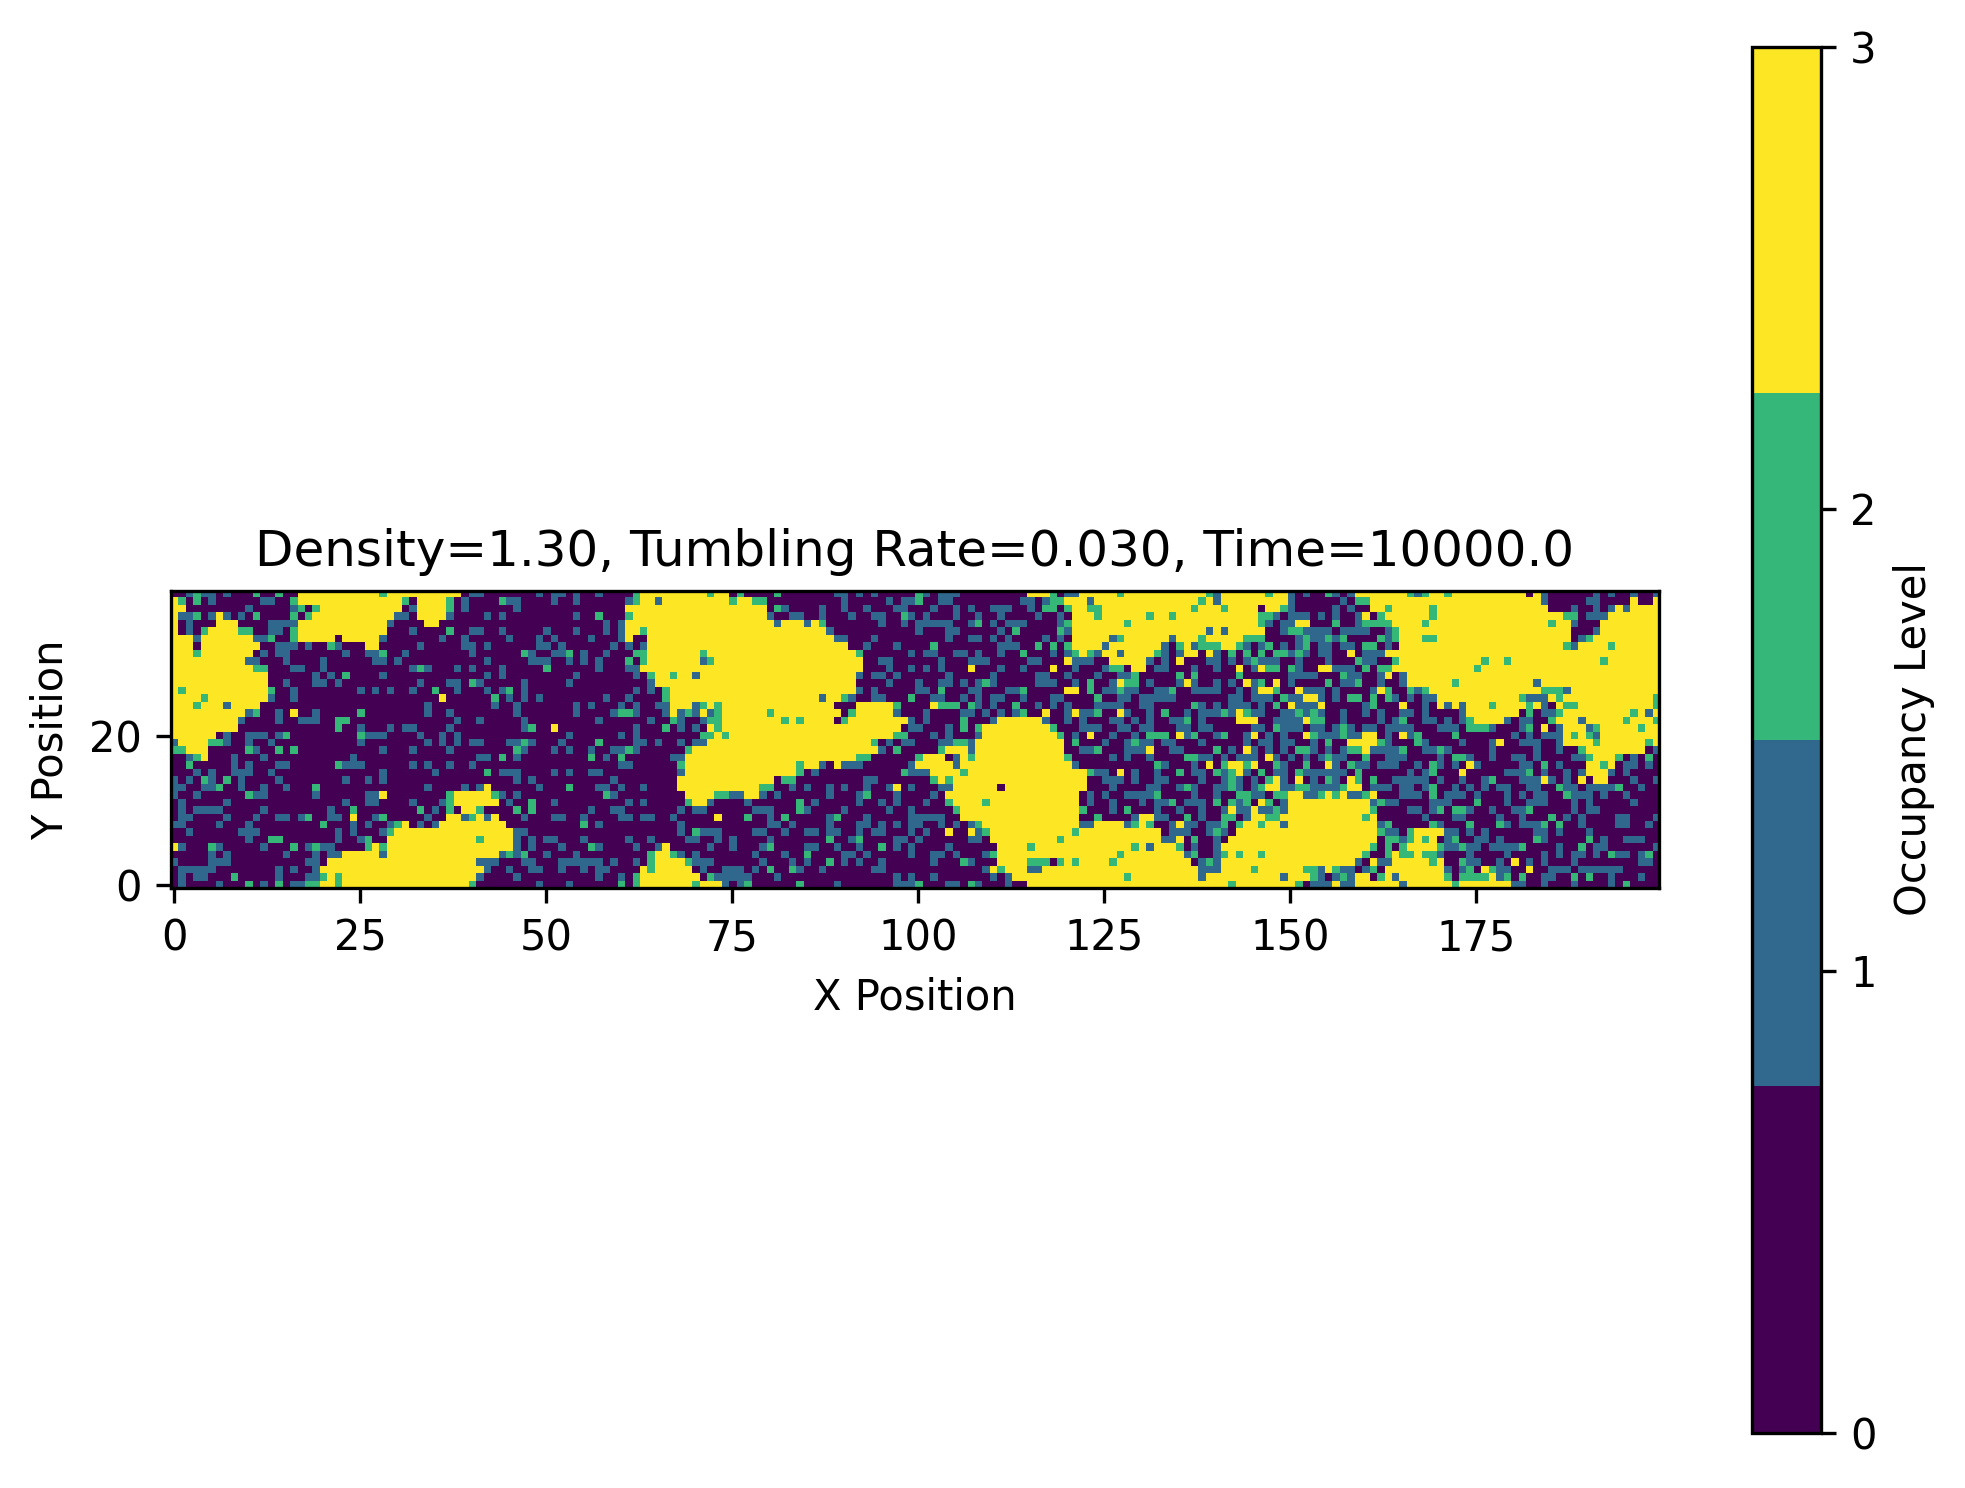 Density=1.30, Tumbling Rate=0.030, Time=10000.0
Y Position
20
0
0 25 50 75 100 125 150 175
X Position
3
2
1
0
Occupancy Level